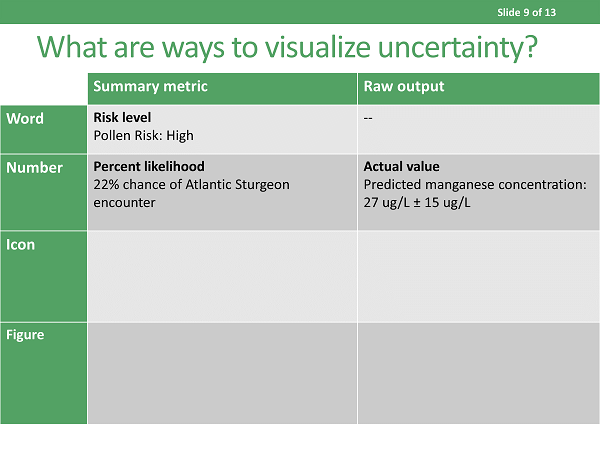 Slide 9 of 13
What are ways to visualize uncertainty?
Summary metric
Raw output
Word
Risk level
Pollen Risk: High
--
Number
Percent likelihood
22% chance of Atlantic Sturgeon
encounter
Actual value
Predicted manganese concentration:
27 ug/L ± 15 ug/L
Icon
Figure